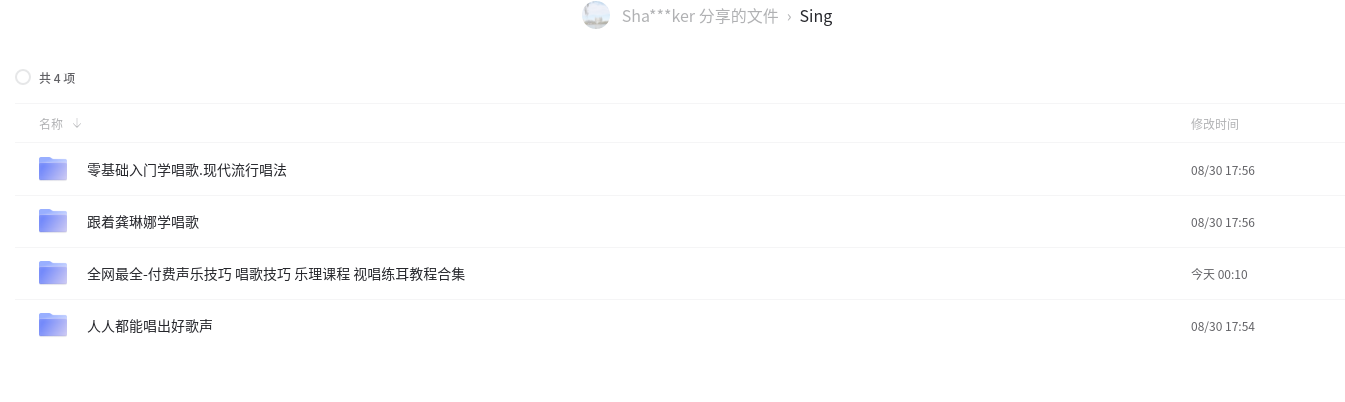 Sha***ker 分享的文件 › Sing
共 4 项
名称 ↓ 修改时间
零基础入门学唱歌.现代流行唱法 08/30 17:56
跟着龚琳娜学唱歌 08/30 17:56
全网最全-付费声乐技巧 唱歌技巧 乐理课程 视唱练耳教程合集 今天 00:10
人人都能唱出好歌声 08/30 17:54